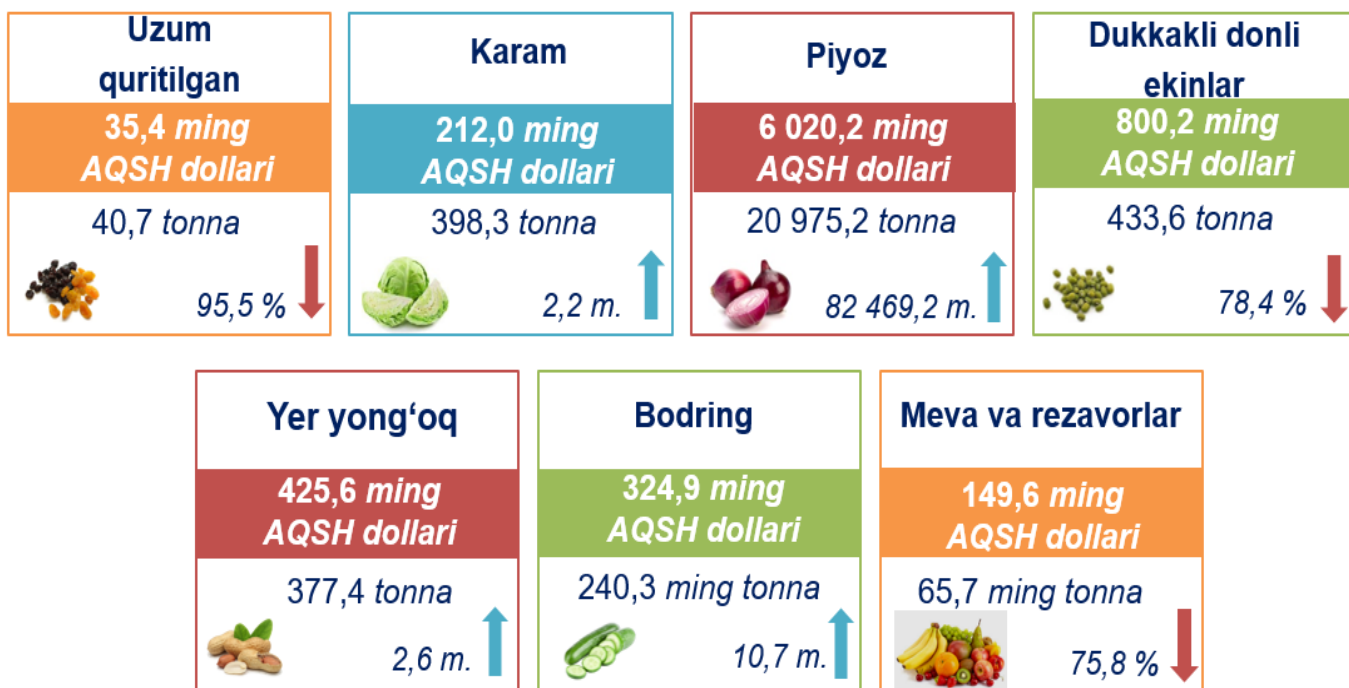 Uzum
quritilgan
35,4 ming
AQSH dollari
40,7 tonna
95,5 %
Karam
212,0 ming
AQSH dollari
398,3 tonna
2,2 m.
Piyoz
6 020,2 ming
AQSH dollari
20 975,2 tonna
82 469,2 m.
Dukkakli donli
ekinlar
800,2 ming
AQSH dollari
433,6 tonna
78,4 %
Yer yong‘oq
425,6 ming
AQSH dollari
377,4 tonna
2,6 m.
Bodring
324,9 ming
AQSH dollari
240,3 ming tonna
10,7 m.
Meva va rezavorlar
149,6 ming
AQSH dollari
65,7 ming tonna
75,8 %